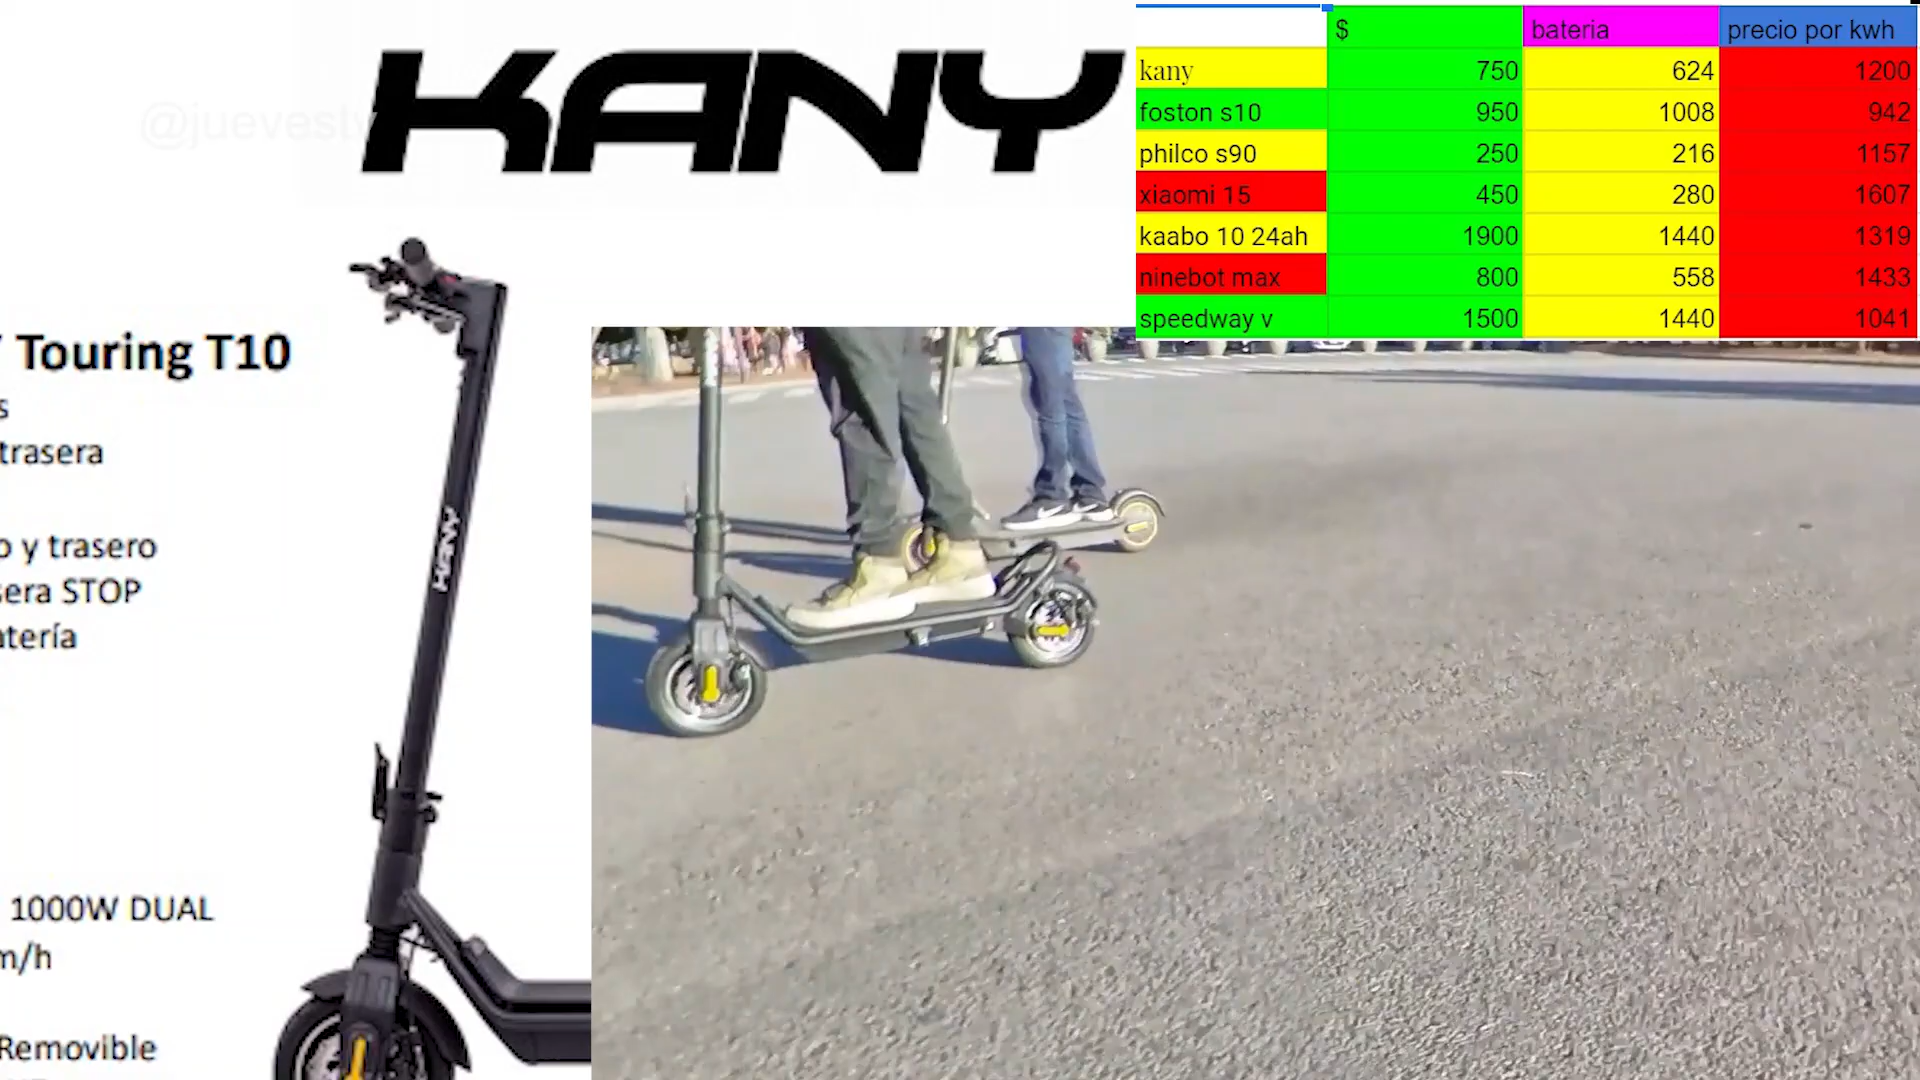 KANY
@juevestv
Touring T10
s
trasera
o y trasero
sera STOP
atería
KANY
1000W DUAL
m/h
Removible
$ bateria precio por kwh
kany 750 624 1200
foston s10 950 1008 942
philco s90 250 216 1157
xiaomi 15 450 280 1607
kaabo 10 24ah 1900 1440 1319
ninebot max 800 558 1433
speedway v 1500 1440 1041